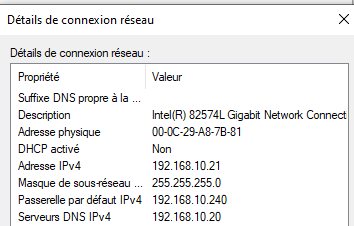 Détails de connexion réseau
Détails de connexion réseau :
Propriété Valeur
Suffixe DNS propre à la ...
Description Intel(R) 82574L Gigabit Network Connecti
Adresse physique 00-0C-29-A8-7B-81
DHCP activé Non
Adresse IPv4 192.168.10.21
Masque de sous-réseau ... 255.255.255.0
Passerelle par défaut IPv4 192.168.10.240
Serveurs DNS IPv4 192.168.10.20